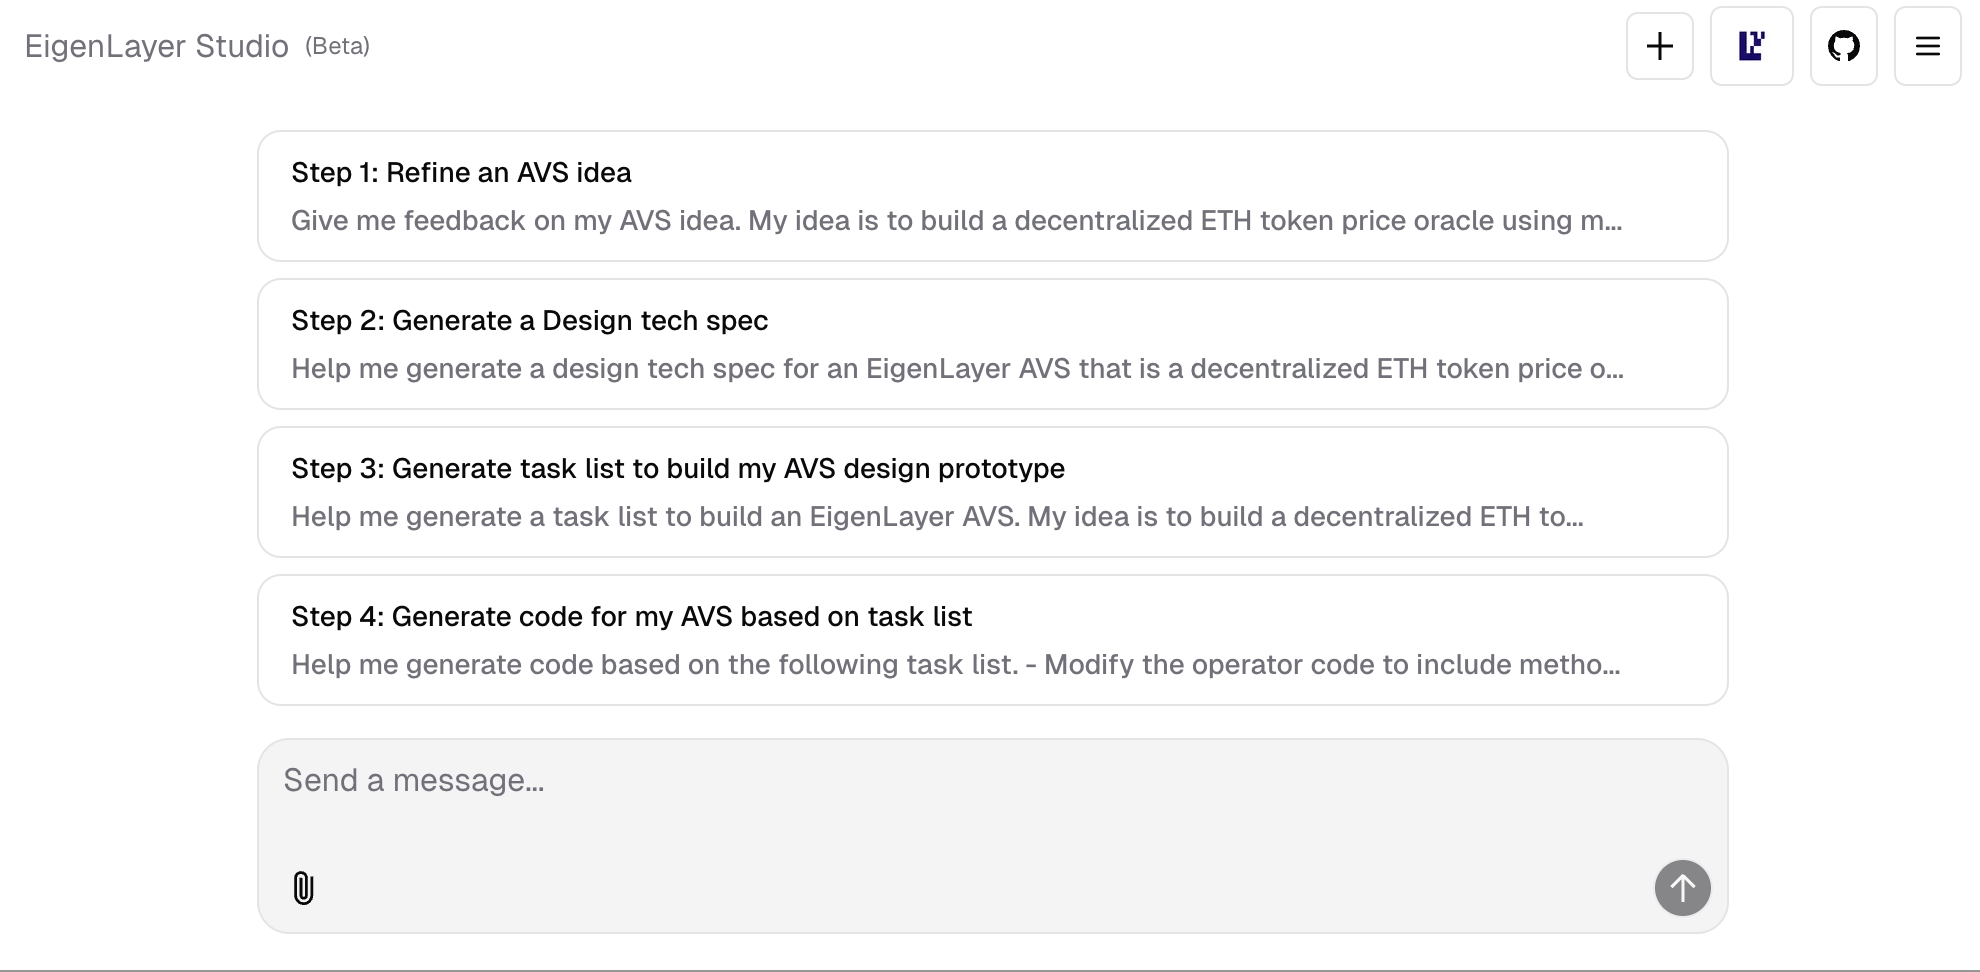 EigenLayer Studio (Beta)
Step 1: Refine an AVS idea
Give me feedback on my AVS idea. My idea is to build a decentralized ETH token price oracle using m...
Step 2: Generate a Design tech spec
Help me generate a design tech spec for an EigenLayer AVS that is a decentralized ETH token price o...
Step 3: Generate task list to build my AVS design prototype
Help me generate a task list to build an EigenLayer AVS. My idea is to build a decentralized ETH to...
Step 4: Generate code for my AVS based on task list
Help me generate code based on the following task list. - Modify the operator code to include metho...
Send a message...